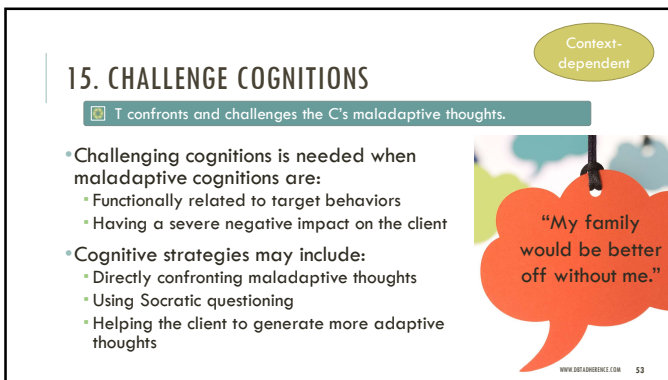 Context-
dependent
15. CHALLENGE COGNITIONS
T confronts and challenges the C's maladaptive thoughts.
•Challenging cognitions is needed when
maladaptive cognitions are:
▪Functionally related to target behaviors
▪Having a severe negative impact on the client
•Cognitive strategies may include:
▪Directly confronting maladaptive thoughts
▪Using Socratic questioning
▪Helping the client to generate more adaptive
thoughts
“My family
would be better
off without me.”
WWW.DBTADHERENCE.COM 53